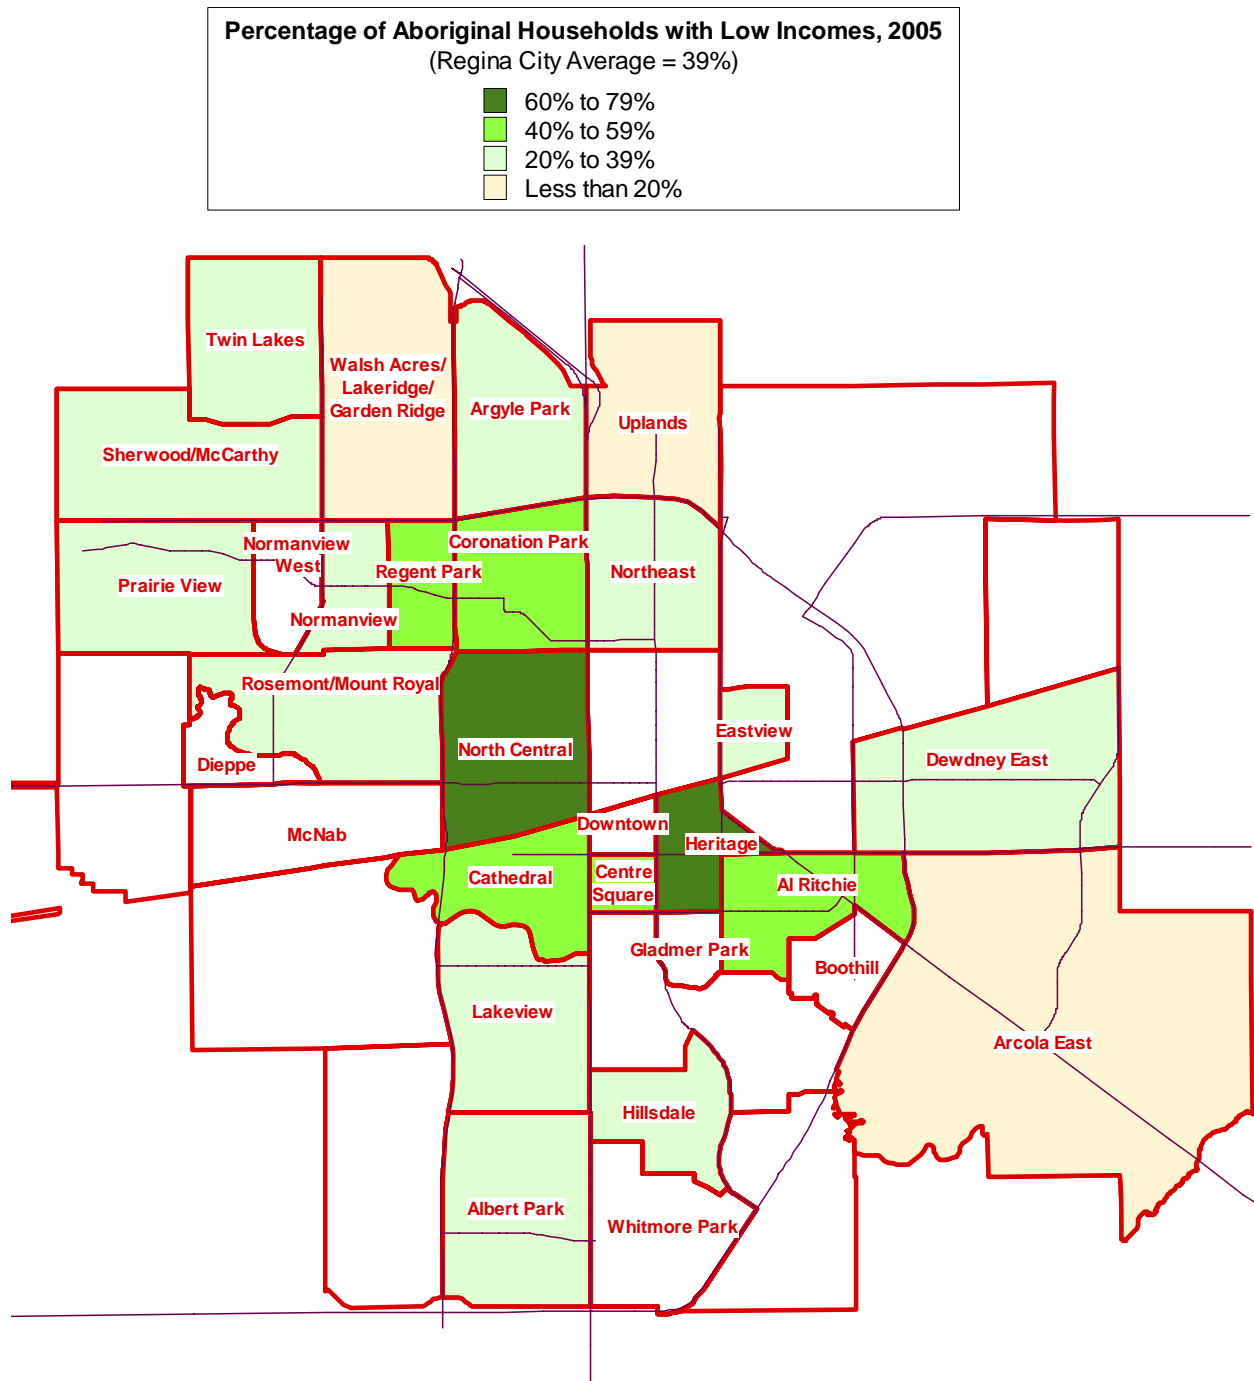 Percentage of Aboriginal Households with Low Incomes, 2005
(Regina City Average = 39%)
60% to 79%
40% to 59%
20% to 39%
Less than 20%
Twin Lakes
Walsh Acres/
Lakeridge/
Garden Ridge
Argyle Park
Uplands
Sherwood/McCarthy
Normanview
West
Coronation Park
Regent Park
Northeast
Prairie View
Normanview
Rosemont/Mount Royal
Eastview
North Central
Dieppe
Dewdney East
McNab
Downtown
Heritage
Cathedral
Centre
Square
Al Ritchie
Gladmer Park
Boothill
Lakeview
Arcola East
Hillsdale
Albert Park
Whitmore Park